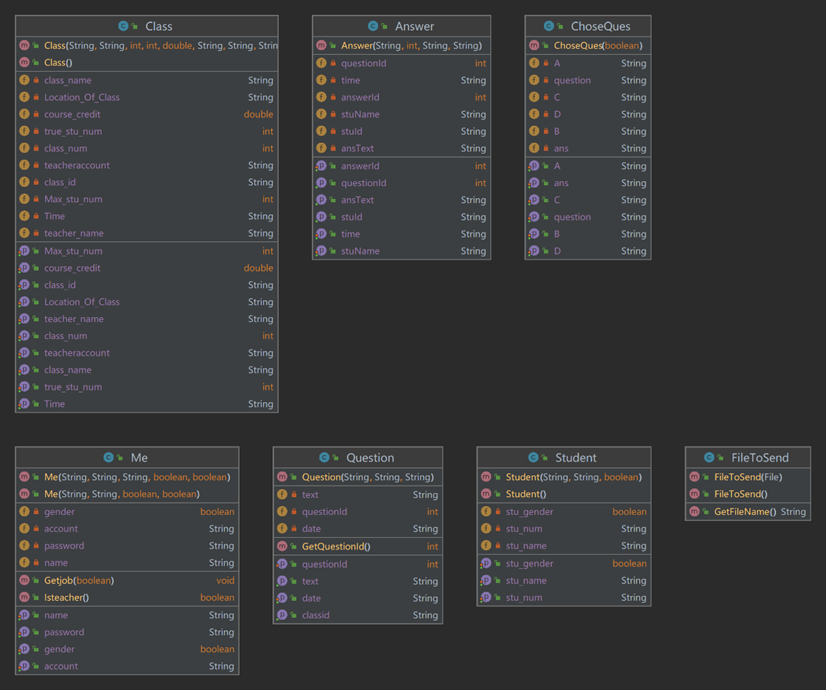 Class
Class(String, String, int, int, double, String, String, Strin
Class()
class_name String
Location_Of_Class String
course_credit double
true_stu_num int
class_num int
teacheraccount String
class_id String
Max_stu_num int
Time String
teacher_name String
Max_stu_num int
course_credit double
class_id String
Location_Of_Class String
teacher_name String
class_num int
teacheraccount String
class_name String
true_stu_num int
Time String
Answer
Answer(String, int, String, String)
questionId int
time String
answerId int
stuName String
stuId String
ansText String
answerId int
questionId int
ansText String
stuId String
time String
stuName String
ChoseQues
ChoseQues(boolean)
A String
question String
C String
D String
B String
ans String
A String
ans String
C String
question String
B String
D String
Me
Me(String, String, String, boolean, boolean)
Me(String, String, boolean, boolean)
gender boolean
account String
password String
name String
Getjob(boolean) void
Isteacher() boolean
name String
password String
gender boolean
account String
Question
Question(String, String, String)
text String
questionId int
date String
GetQuestionId() int
questionId int
text String
date String
classid String
Student
Student(String, String, boolean)
Student()
stu_gender boolean
stu_num String
stu_name String
stu_gender boolean
stu_name String
stu_num String
FileToSend
FileToSend(File)
FileToSend()
GetFileName() String